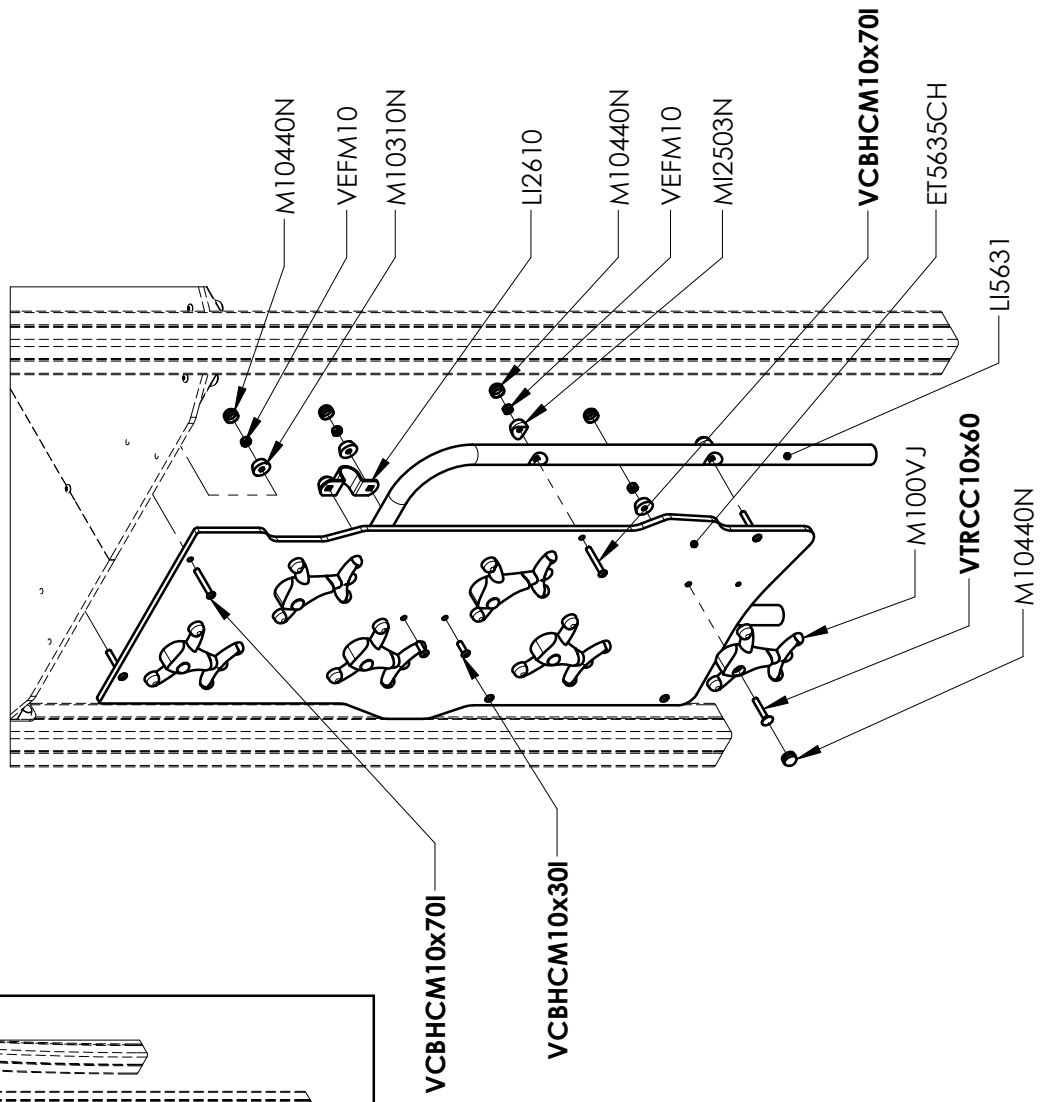 M10440N
VEFM10
M10310N
LI2610
M10440N
VEFM10
MI2503N
VCBHCM10x70I
ET5635CH
LI5631
M100VJ
VTRCC10x60
M10440N
VCBHCM10x70I
VCBHCM10x30I